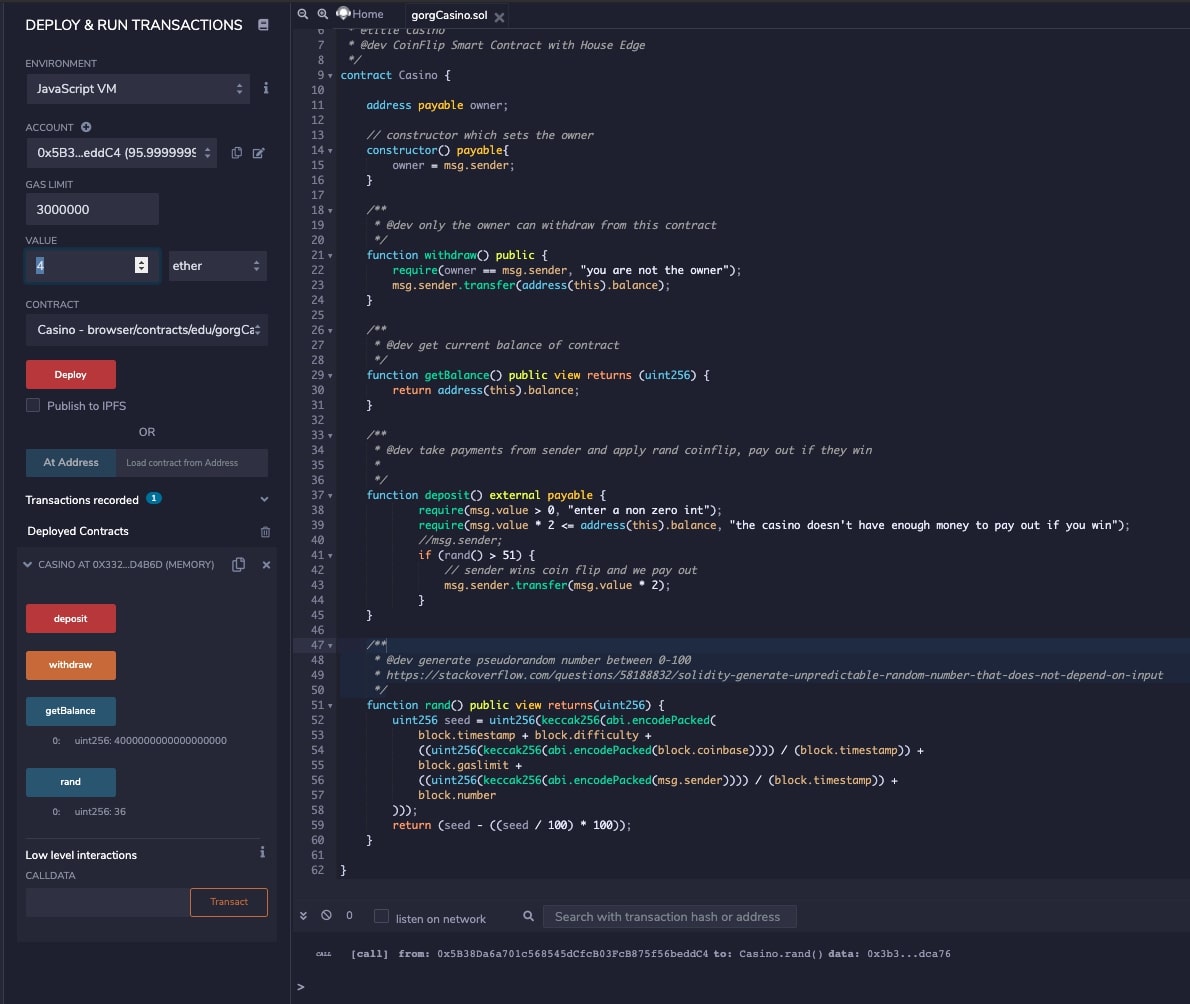 DEPLOY & RUN TRANSACTIONS
ENVIRONMENT
JavaScript VM
ACCOUNT
0x5B3...eddC4 (95.9999999
GAS LIMIT
3000000
VALUE
4
ether
CONTRACT
Casino - browser/contracts/edu/gorgCa
Deploy
Publish to IPFS
OR
At Address
Load contract from Address
Transactions recorded 1
Deployed Contracts
CASINO AT 0X332...D4B6D (MEMORY)
deposit
withdraw
getBalance
0: uint256: 4000000000000000000
rand
0: uint256: 36
Low level interactions
CALLDATA
Transact
Home
gorgCasino.sol
6 * @title Casino
7 * @dev CoinFlip Smart Contract with House Edge
8 */
9 contract Casino {
10
11 address payable owner;
12
13 // constructor which sets the owner
14 constructor() payable{
15 owner = msg.sender;
16 }
17
18 /**
19 * @dev only the owner can withdraw from this contract
20 */
21 function withdraw() public {
22 require(owner == msg.sender, "you are not the owner");
23 msg.sender.transfer(address(this).balance);
24 }
25
26 /**
27 * @dev get current balance of contract
28 */
29 function getBalance() public view returns (uint256) {
30 return address(this).balance;
31 }
32
33 /**
34 * @dev take payments from sender and apply rand coinflip, pay out if they win
35 *
36 */
37 function deposit() external payable {
38 require(msg.value > 0, "enter a non zero int");
39 require(msg.value * 2 <= address(this).balance, "the casino doesn't have enough money to pay out if you win");
40 //msg.sender;
41 if (rand() > 51) {
42 // sender wins coin flip and we pay out
43 msg.sender.transfer(msg.value * 2);
44 }
45 }
46
47 /**
48 * @dev generate pseudorandom number between 0-100
49 * https://stackoverflow.com/questions/58188832/solidity-generate-unpredictable-random-number-that-does-not-depend-on-input
50 */
51 function rand() public view returns(uint256) {
52 uint256 seed = uint256(keccak256(abi.encodePacked(
53 block.timestamp + block.difficulty +
54 ((uint256(keccak256(abi.encodePacked(block.coinbase)))) / (block.timestamp)) +
55 block.gaslimit +
56 ((uint256(keccak256(abi.encodePacked(msg.sender)))) / (block.timestamp)) +
57 block.number
58 )));
59 return (seed - ((seed / 100) * 100));
60 }
61
62 }
0
listen on network
Search with transaction hash or address
CALL [call] from: 0x5B38Da6a701c568545dCfcB03FcB875f56beddC4 to: Casino.rand() data: 0x3b3...dca76
>